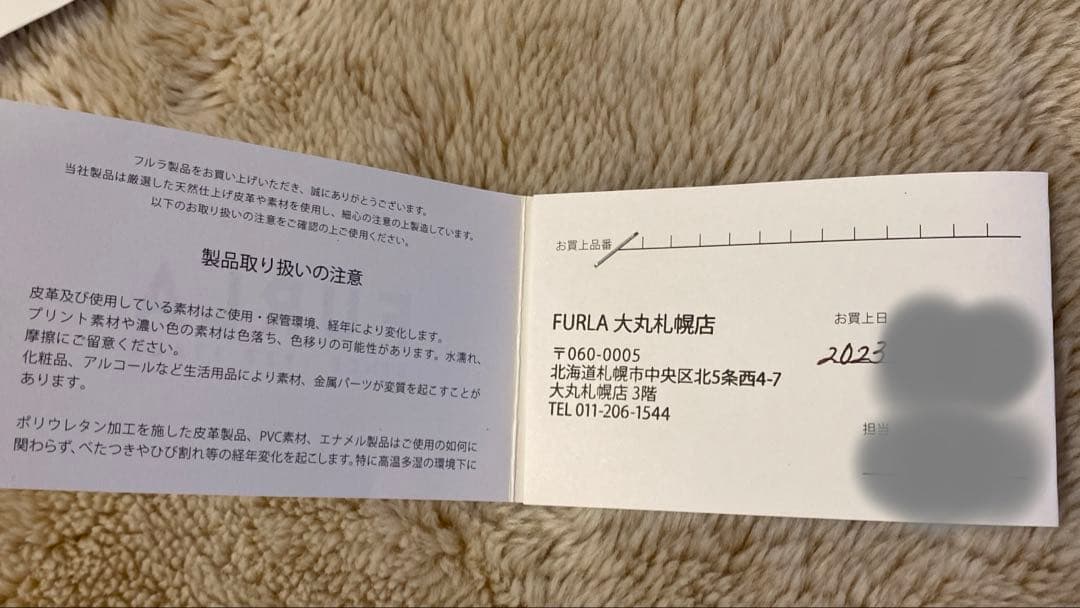 フルラ製品をお買い上げいただき、誠にありがとうございます。
当社製品は厳選した天然仕上げ皮革や素材を使用し、細心の注意の上製造しています。
以下のお取り扱いの注意をご確認の上ご使用ください。
製品取り扱いの注意
皮革及び使用している素材はご使用・保管環境、経年により変化します。
プリント素材や濃い色の素材は色落ち、色移りの可能性があります。水濡れ、
摩擦にご留意ください。
化粧品、アルコールなど生活用品により素材、金属パーツが変質を起こすことが
あります。
ポリウレタン加工を施した皮革製品、PVC素材、エナメル製品はご使用の如何に
関わらず、べたつきやひび割れ等の経年変化を起こします。特に高温多湿の環境下に
お買上品番
FURLA 大丸札幌店
〒060-0005
北海道札幌市中央区北5条西4-7
大丸札幌店 3階
TEL 011-206-1544
お買上日
2023
担当